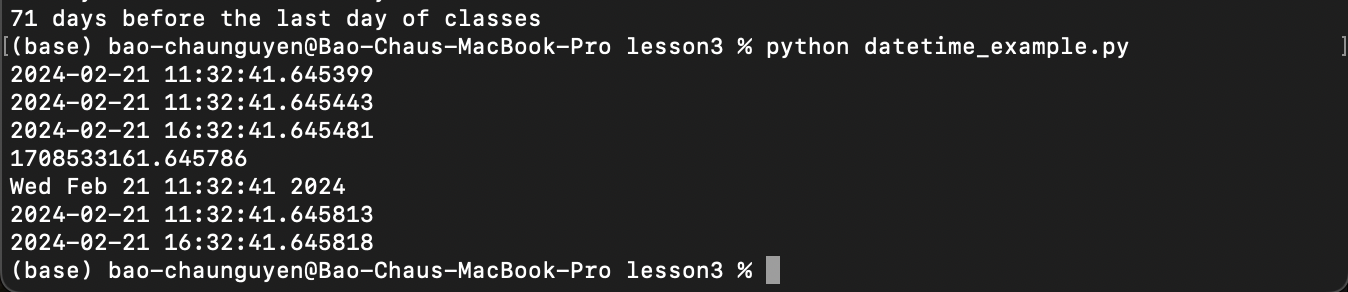 71 days before the last day of classes
[(base) bao-chaunguyen@Bao-Chaus-MacBook-Pro lesson3 % python datetime_example.py ]
2024-02-21 11:32:41.645399
2024-02-21 11:32:41.645443
2024-02-21 16:32:41.645481
1708533161.645786
Wed Feb 21 11:32:41 2024
2024-02-21 11:32:41.645813
2024-02-21 16:32:41.645818
(base) bao-chaunguyen@Bao-Chaus-MacBook-Pro lesson3 %